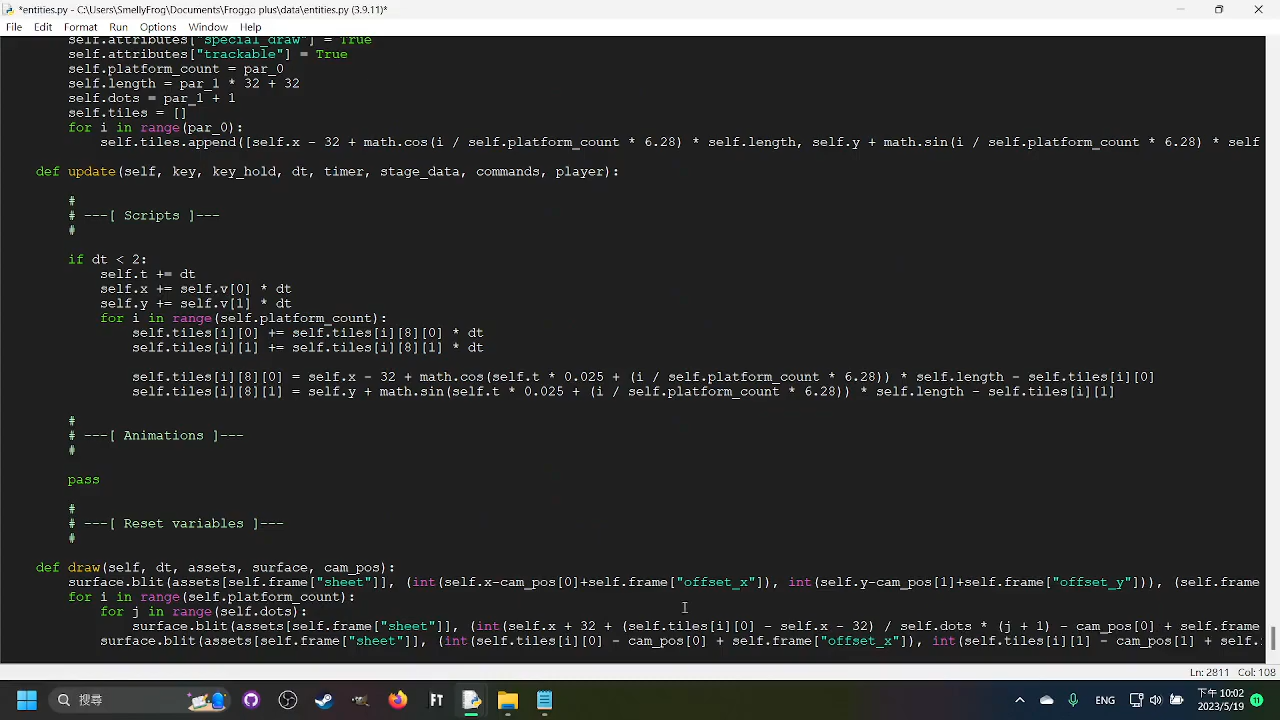 *entities.py - C:\Users\SmellyFrog\Documents\Froggo plus\data\entities.py (3.9.11)*
File Edit Format Run Options Window Help
self.attributes["special_draw"] = True
self.attributes["trackable"] = True
self.platform_count = par_0
self.length = par_1 * 32 + 32
self.dots = par_1 + 1
self.tiles = []
for i in range(par_0):
self.tiles.append([self.x - 32 + math.cos(i / self.platform_count * 6.28) * self.length, self.y + math.sin(i / self.platform_count * 6.28) * self
def update(self, key, key_hold, dt, timer, stage_data, commands, player):
#
# ---[ Scripts ]---
#
if dt < 2:
self.t += dt
self.x += self.v[0] * dt
self.y += self.v[1] * dt
for i in range(self.platform_count):
self.tiles[i][0] += self.tiles[i][8][0] * dt
self.tiles[i][1] += self.tiles[i][8][1] * dt
self.tiles[i][8][0] = self.x - 32 + math.cos(self.t * 0.025 + (i / self.platform_count * 6.28)) * self.length - self.tiles[i][0]
self.tiles[i][8][1] = self.y + math.sin(self.t * 0.025 + (i / self.platform_count * 6.28)) * self.length - self.tiles[i][1]
#
# ---[ Animations ]---
#
pass
#
# ---[ Reset variables ]---
#
def draw(self, dt, assets, surface, cam_pos):
surface.blit(assets[self.frame["sheet"]], (int(self.x-cam_pos[0]+self.frame["offset_x"]), int(self.y-cam_pos[1]+self.frame["offset_y"])), (self.frame
for i in range(self.platform_count):
for j in range(self.dots):
surface.blit(assets[self.frame["sheet"]], (int(self.x + 32 + (self.tiles[i][0] - self.x - 32) / self.dots * (j + 1) - cam_pos[0] + self.frame
surface.blit(assets[self.frame["sheet"]], (int(self.tiles[i][0] - cam_pos[0] + self.frame["offset_x"]), int(self.tiles[i][1] - cam_pos[1] + self.
Ln: 2811 Col: 108
搜尋
FT
ENG
下午 10:02
2023/5/19
11